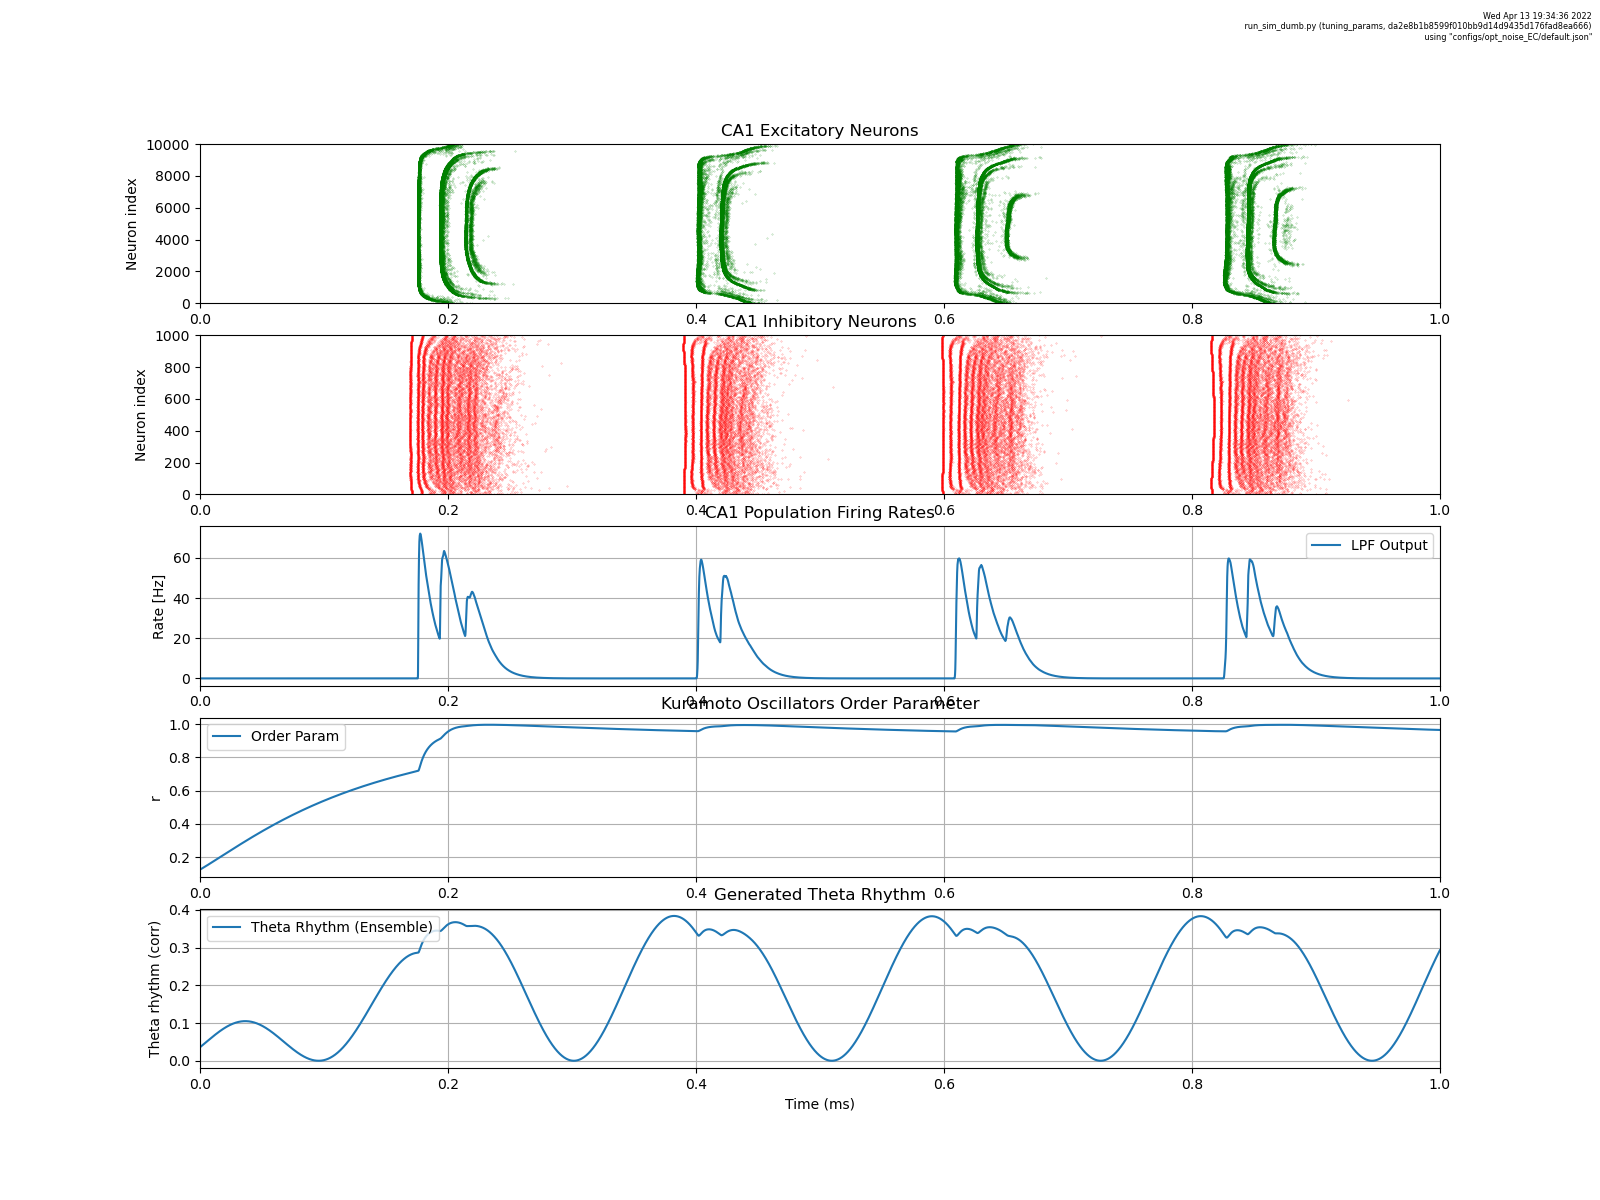 Wed Apr 13 19:34:36 2022
run_sim_dumb.py (tuning_params, da2e8b1b8599f010bb9d14d9435d176fad8ea666)
using "configs/opt_noise_EC/default.json"
CA1 Excitatory Neurons
Neuron index
10000
8000
6000
4000
2000
0
0.0 0.2 0.4 0.6 0.8 1.0
CA1 Inhibitory Neurons
Neuron index
1000
800
600
400
200
0
0.0 0.2 0.4 0.6 0.8 1.0
CA1 Population Firing Rates
Rate [Hz]
LPF Output
60
40
20
0
0.0 0.2 0.4 0.6 0.8 1.0
Kuramoto Oscillators Order Parameter
r
Order Param
1.0
0.8
0.6
0.4
0.2
0.0 0.2 0.4 0.6 0.8 1.0
Generated Theta Rhythm
Theta rhythm (corr)
Theta Rhythm (Ensemble)
0.4
0.3
0.2
0.1
0.0
0.0 0.2 0.4 0.6 0.8 1.0
Time (ms)